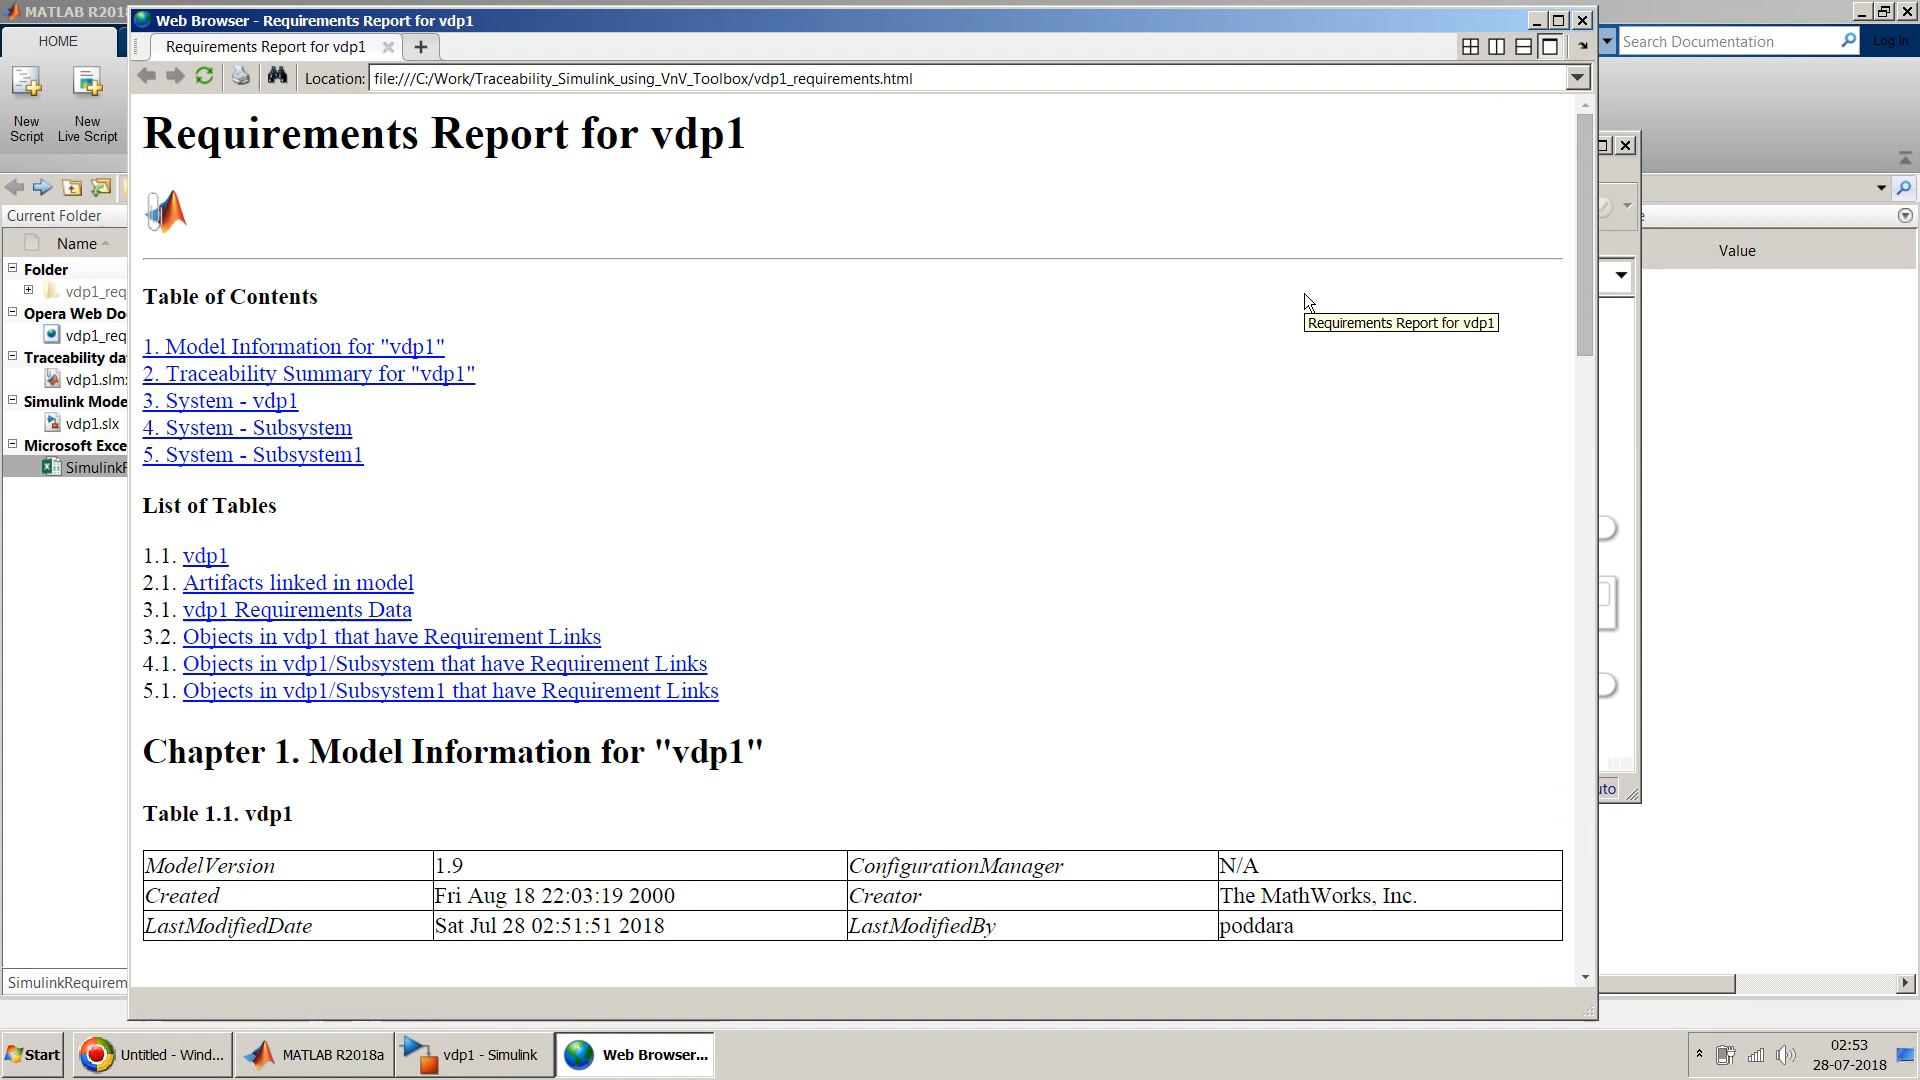 MATLAB R201
Web Browser - Requirements Report for vdp1
HOME
Requirements Report for vdp1
Search Documentation
Log In
Location: file:///C:/Work/Traceability_Simulink_using_VnV_Toolbox/vdp1_requirements.html
New Script
New Live Script
Requirements Report for vdp1
Current Folder
Name
Value
Folder
vdp1_req
Opera Web Do
vdp1_req
Traceability da
vdp1.slm
Simulink Mode
vdp1.slx
Microsoft Exce
SimulinkR
Table of Contents
Requirements Report for vdp1
1. Model Information for "vdp1"
2. Traceability Summary for "vdp1"
3. System - vdp1
4. System - Subsystem
5. System - Subsystem1
List of Tables
1.1. vdp1
2.1. Artifacts linked in model
3.1. vdp1 Requirements Data
3.2. Objects in vdp1 that have Requirement Links
4.1. Objects in vdp1/Subsystem that have Requirement Links
5.1. Objects in vdp1/Subsystem1 that have Requirement Links
Chapter 1. Model Information for "vdp1"
uto
Table 1.1. vdp1
ModelVersion 1.9 ConfigurationManager N/A
Created Fri Aug 18 22:03:19 2000 Creator The MathWorks, Inc.
LastModifiedDate Sat Jul 28 02:51:51 2018 LastModifiedBy poddara
SimulinkRequirem
Start
Untitled - Wind...
MATLAB R2018a
vdp1 - Simulink
Web Browser...
02:53
28-07-2018